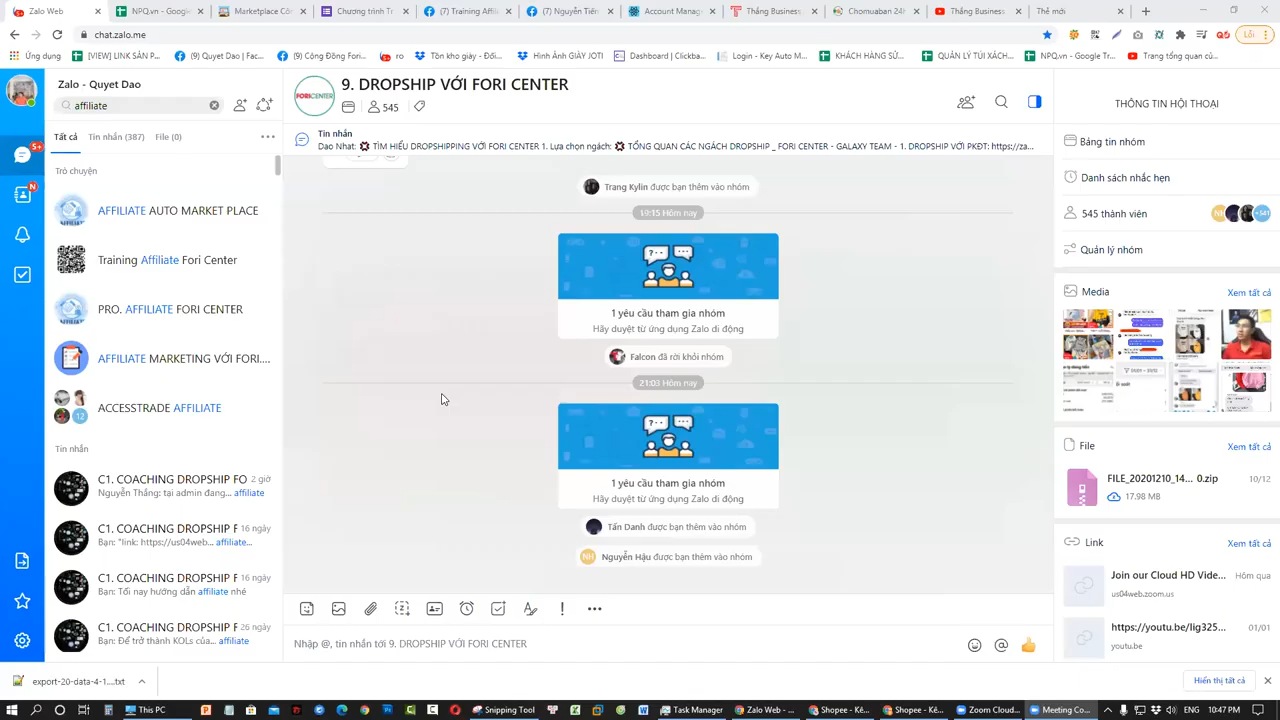 Zalo Web
NPQ.vn - Google
Marketplace Côn
Chương trình Tr
(7) Training Affili
(7) Nguyễn Tiến
Account Manage
Thắng Business
Chomuaban 24h
Thắng Business
Thẻ mới
chat.zalo.me
Lỗi
Ứng dụng
[VIEW] LINK SẢN P...
(9) Quyet Dao | Fac...
(9) Cộng Đồng Fori...
ro
Tồn kho giày - Đôi...
Hình Ảnh GIÀY JOTI
Dashboard | Clickba...
Login - Key Auto M...
KHÁCH HÀNG SỬ...
QUẢN LÝ TÚI XÁCH...
NPQ.vn - Google Tr...
Trang tổng quan củ...
Zalo - Quyet Dao
affiliate
Tất cả
Tin nhắn (387)
File (0)
5+
N
Trò chuyện
AFFILIATE AUTO MARKET PLACE
Training Affiliate Fori Center
PRO. AFFILIATE FORI CENTER
AFFILIATE MARKETING VỚI FORI....
12
ACCESSTRADE AFFILIATE
Tin nhắn
C1. COACHING DROPSHIP FO
2 giờ
Nguyễn Thắng: tại admin đang... affiliate
C1. COACHING DROPSHIP F
16 ngày
Bạn: "link: https://us04web... affiliate...
C1. COACHING DROPSHIP F
16 ngày
Bạn: Tối nay hướng dẫn affiliate nhé
C1. COACHING DROPSHIP F
26 ngày
Bạn: Để trở thành KOLs của... affiliate
FORICENTER
9. DROPSHIP VỚI FORI CENTER
545
Tin nhắn
Dao Nhat: TÌM HIỂU DROPSHIPPING VỚI FORI CENTER 1. Lựa chọn ngách: TỔNG QUAN CÁC NGÁCH DROPSHIP _ FORI CENTER - GALAXY TEAM - 1. DROPSHIP VỚI PKĐT: https://za...
Trang Kylin được bạn thêm vào nhóm
19:15 Hôm nay
1 yêu cầu tham gia nhóm
Hãy duyệt từ ứng dụng Zalo di động
Falcon đã rời khỏi nhóm
21:03 Hôm nay
1 yêu cầu tham gia nhóm
Hãy duyệt từ ứng dụng Zalo di động
Tấn Danh được bạn thêm vào nhóm
NH
Nguyễn Hậu được bạn thêm vào nhóm
Nhập @, tin nhắn tới 9. DROPSHIP VỚI FORI CENTER
THÔNG TIN HỘI THOẠI
Bảng tin nhóm
Danh sách nhắc hẹn
545 thành viên
NH
+541
Quản lý nhóm
Media
Xem tất cả
File
Xem tất cả
FILE_20201210_14... 0.zip
10/12
17.98 MB
Link
Xem tất cả
Join our Cloud HD Vide...
Hôm qua
us04web.zoom.us
https://youtu.be/lig325...
01/01
youtu.be
export-20-data-4-1....txt
Hiển thị tất cả
This PC
Snipping Tool
Task Manager
Zalo Web - ...
Shopee - Kê...
Shopee - Kê...
Zoom Cloud...
Meeting Co...
10:47 PM